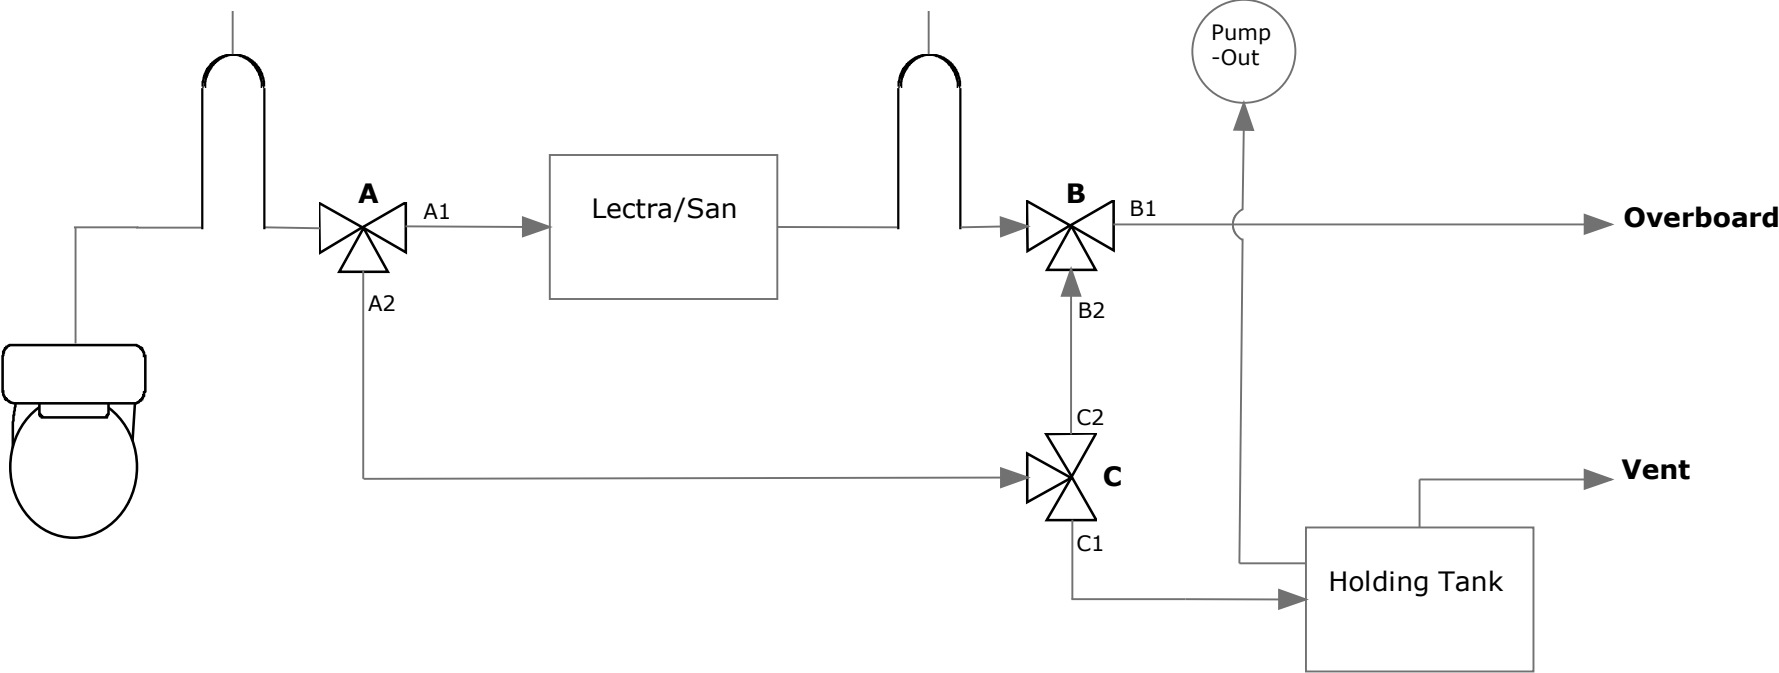 Pump
-Out
A
A1
Lectra/San
B
B1
Overboard
A2
B2
C2
C
Vent
C1
Holding Tank